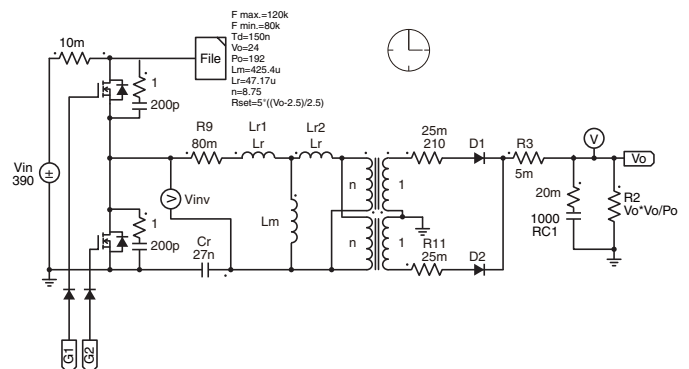 F max.=120k
F min.=80k
Td=150n
Vo=24
Po=192
Lm=425.4u
Lr=47.17u
n=8.75
Rset=5*((Vo-2.5)/2.5)
File
10m
1
200p
R9
80m
Lr1
Lr
Lr2
Lr
25m
210
D1
R3
5m
V
Vo
Vin
390
±
V
Vinv
Lm
n
1
20m
1000
RC1
R2
Vo*Vo/Po
1
200p
Cr
27n
n
1
R11
25m
D2
G1
G2